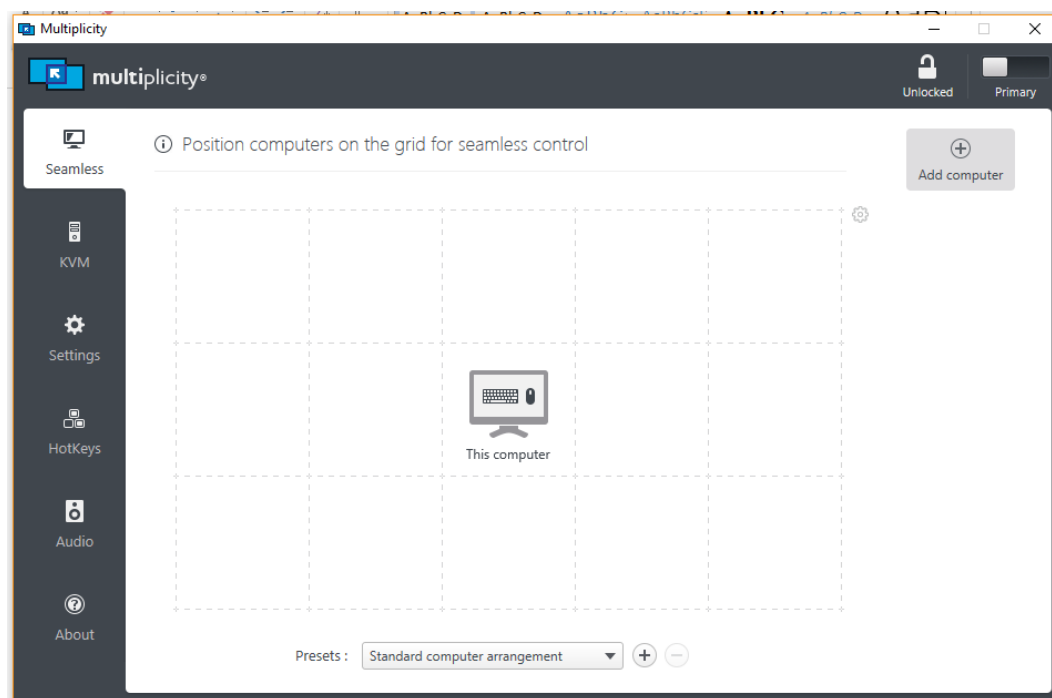 Multiplicity
multiplicity®
Unlocked
Primary
Seamless
Position computers on the grid for seamless control
Add computer
KVM
Settings
This computer
HotKeys
Audio
About
Presets :
Standard computer arrangement